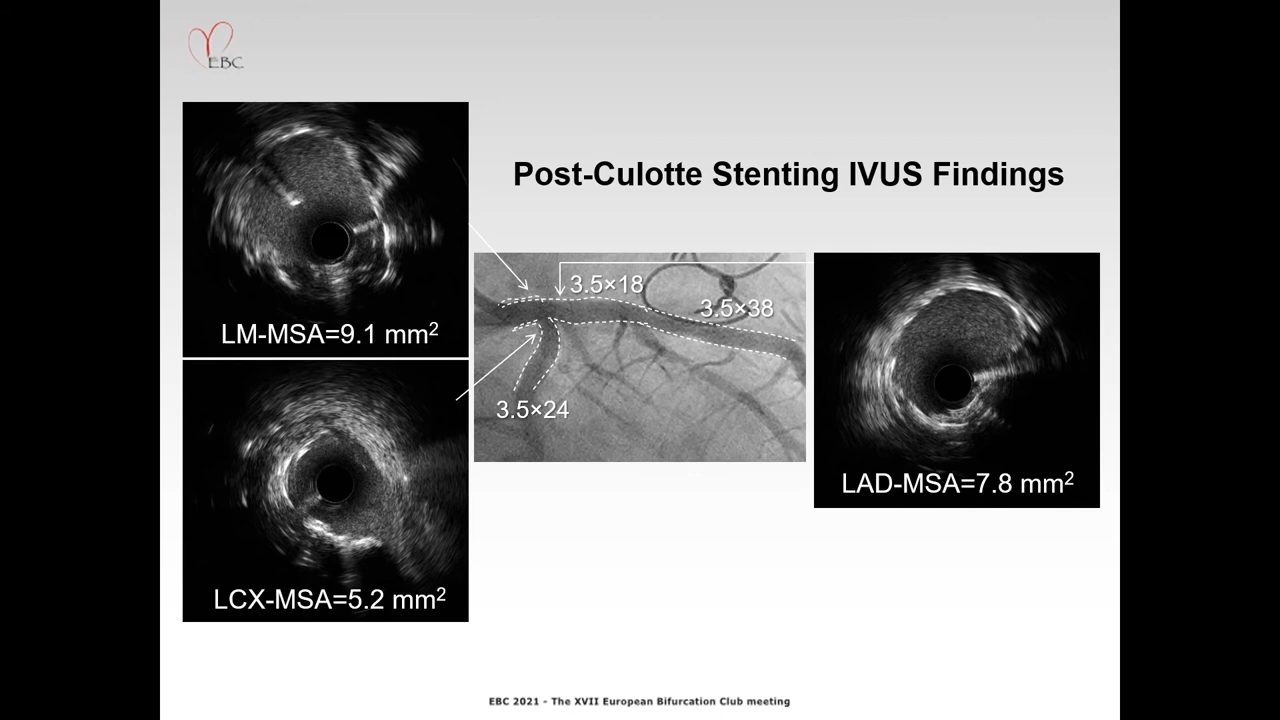 EBC
Post-Culotte Stenting IVUS Findings
LM-MSA=9.1 mm²
3.5×18
3.5×38
3.5×24
LAD-MSA=7.8 mm²
LCX-MSA=5.2 mm²
EBC 2021 - The XVII European Bifurcation Club meeting